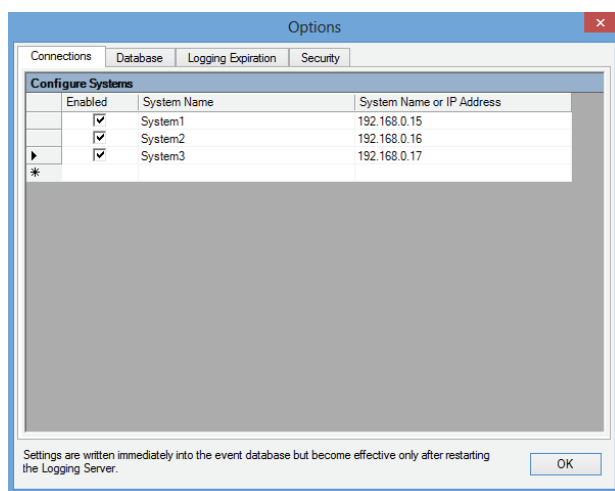 Options
Connections Database Logging Expiration Security
Configure Systems
Enabled System Name System Name or IP Address
System1 192.168.0.15
System2 192.168.0.16
System3 192.168.0.17
Settings are written immediately into the event database but become effective only after restarting
the Logging Server.
OK